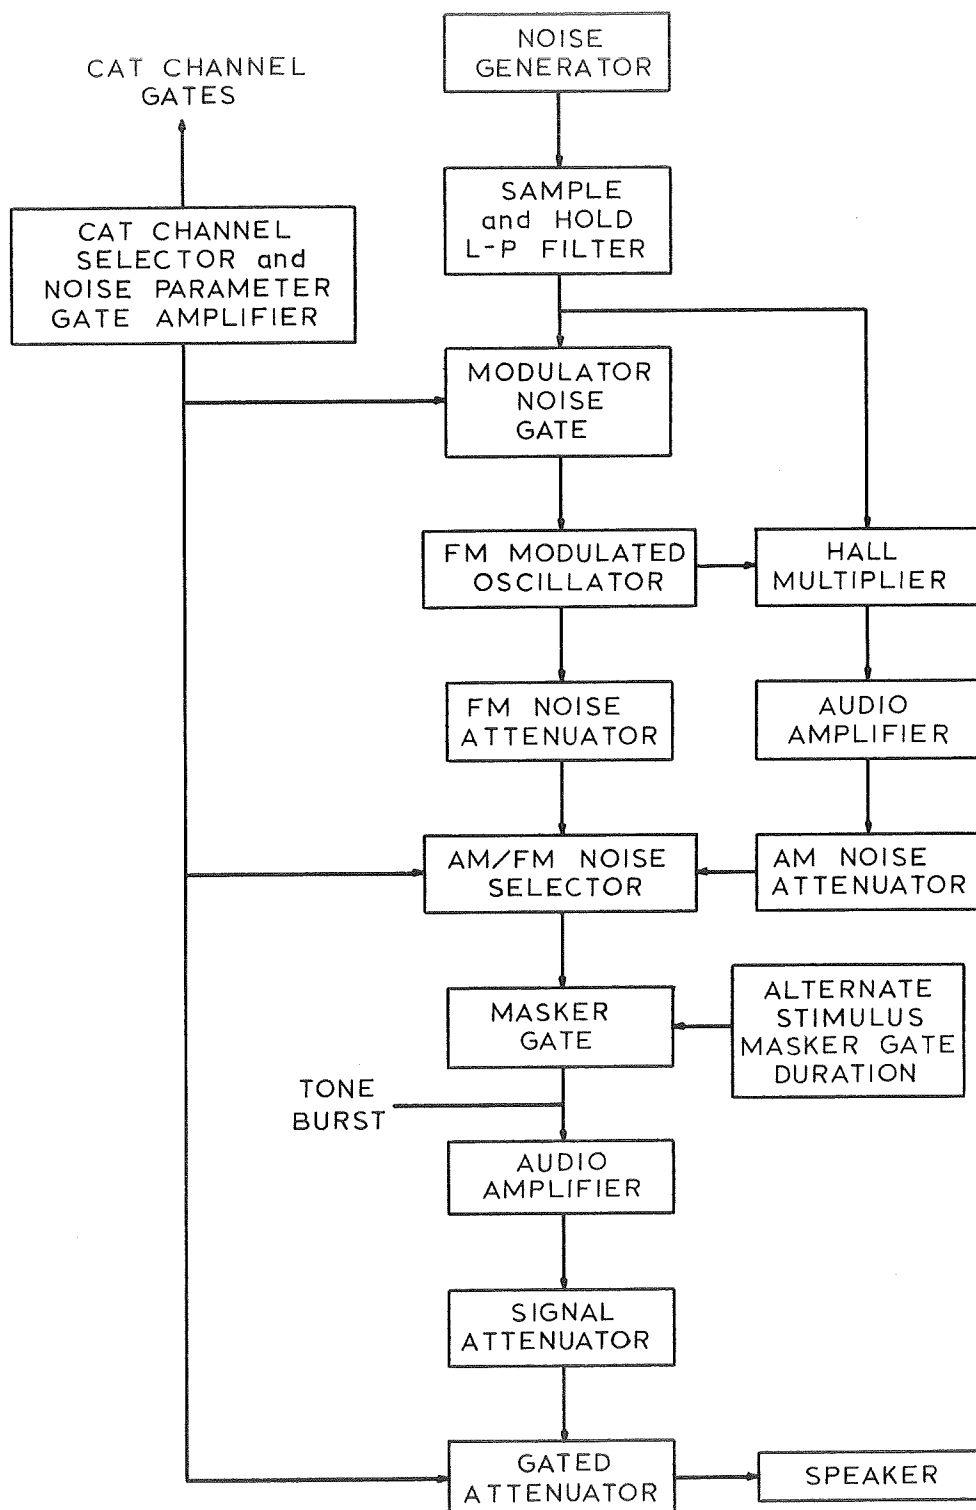 NOISE
GENERATOR
CAT CHANNEL
GATES
SAMPLE
and HOLD
L-P FILTER
CAT CHANNEL
SELECTOR and
NOISE PARAMETER
GATE AMPLIFIER
MODULATOR
NOISE
GATE
FM MODULATED
OSCILLATOR
HALL
MULTIPLIER
FM NOISE
ATTENUATOR
AUDIO
AMPLIFIER
AM/FM NOISE
SELECTOR
AM NOISE
ATTENUATOR
MASKER
GATE
ALTERNATE
STIMULUS
MASKER GATE
DURATION
TONE
BURST
AUDIO
AMPLIFIER
SIGNAL
ATTENUATOR
GATED
ATTENUATOR
SPEAKER